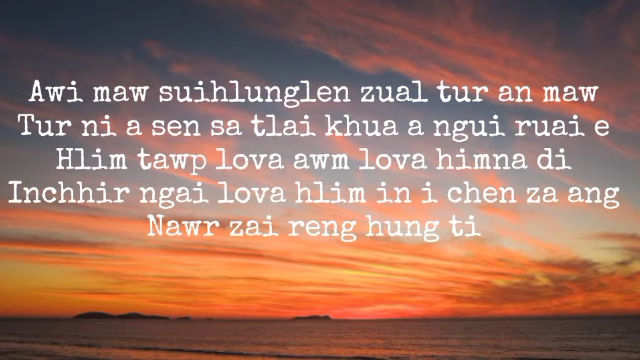 Awi maw suihlunglen zual tur an maw
Tur ni a sen sa tlai khua a ngui ruai e
Hlim tawp lova awm lova himna di
Inchhir ngai lova hlim in i chen za ang
Nawr zai reng hung ti